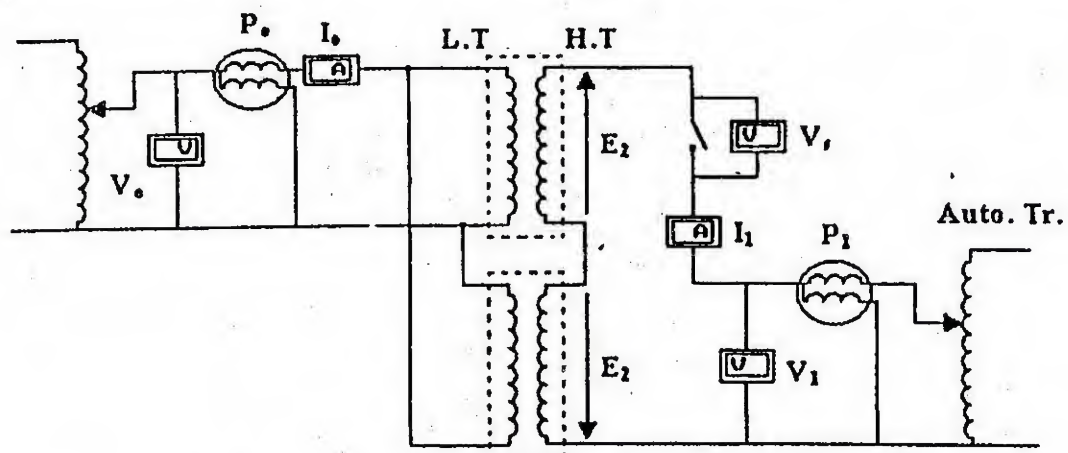 Pₒ
Iₒ
A
L.T
H.T
V
Vₒ
E₂
V
Vₛ
A
I₁
P₁
Auto. Tr.
E₂
V
V₁